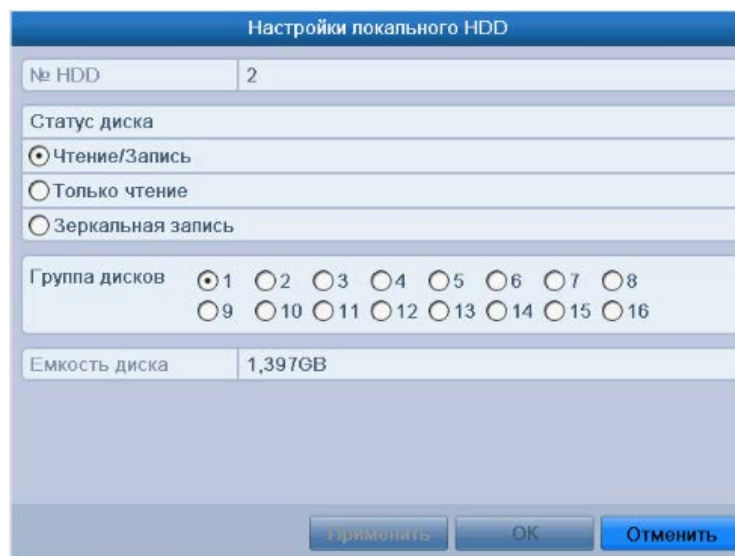 Настройки локального HDD
№ HDD 2
Статус диска
Чтение/Запись
Только чтение
Зеркальная запись
Группа дисков 1 2 3 4 5 6 7 8
9 10 11 12 13 14 15 16
Емкость диска 1,397GB
Применить OK Отменить